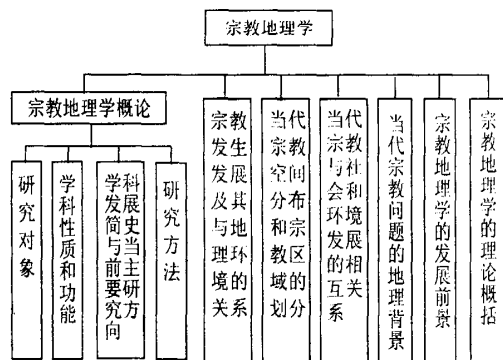 宗教地理学
宗教地理学概论
研究对象
学科性质和功能
学科
发展
简史
与当
前主
要研
究方
向
研究方法
宗教
发生
发展
及其
与地
理环
境的
关系
当代
宗教
空间
分布
和宗
教区
域的
划分
当代
宗教
与社
会和
环境
发展
的相
互关
系
当代宗教问题的地理背景
宗教地理学的发展前景
宗教地理学的理论概括